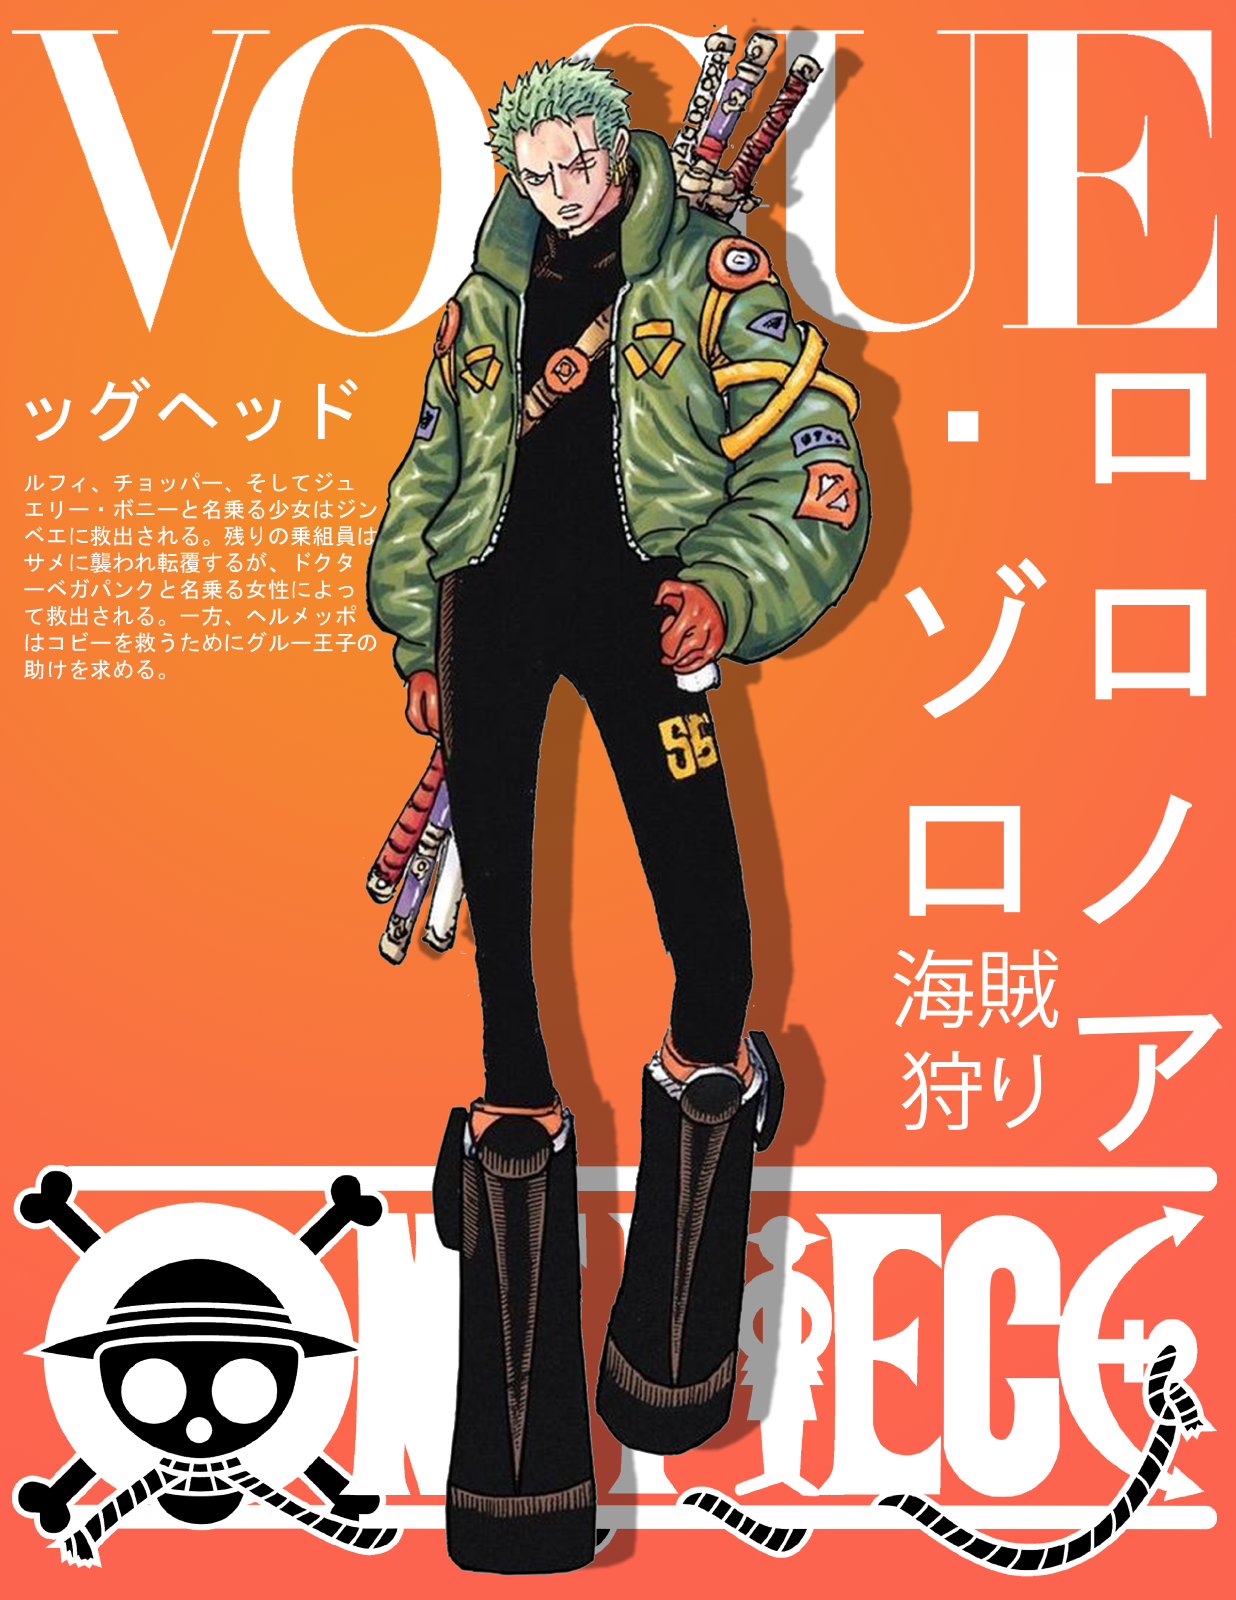 VOGUE
ッグヘッド
ルフィ、チョッパー、そしてジュ
エリー・ボニーと名乗る少女はジン
ベエに救出される。残りの乗組員は
サメに襲われ転覆するが、ドクタ
ーベガパンクと名乗る女性によっ
て救出される。一方、ヘルメッポ
はコビーを救うためにグルー王子の
助けを求める。
ロロノア
・ゾロ
海賊
狩り
56
ONE PIECE